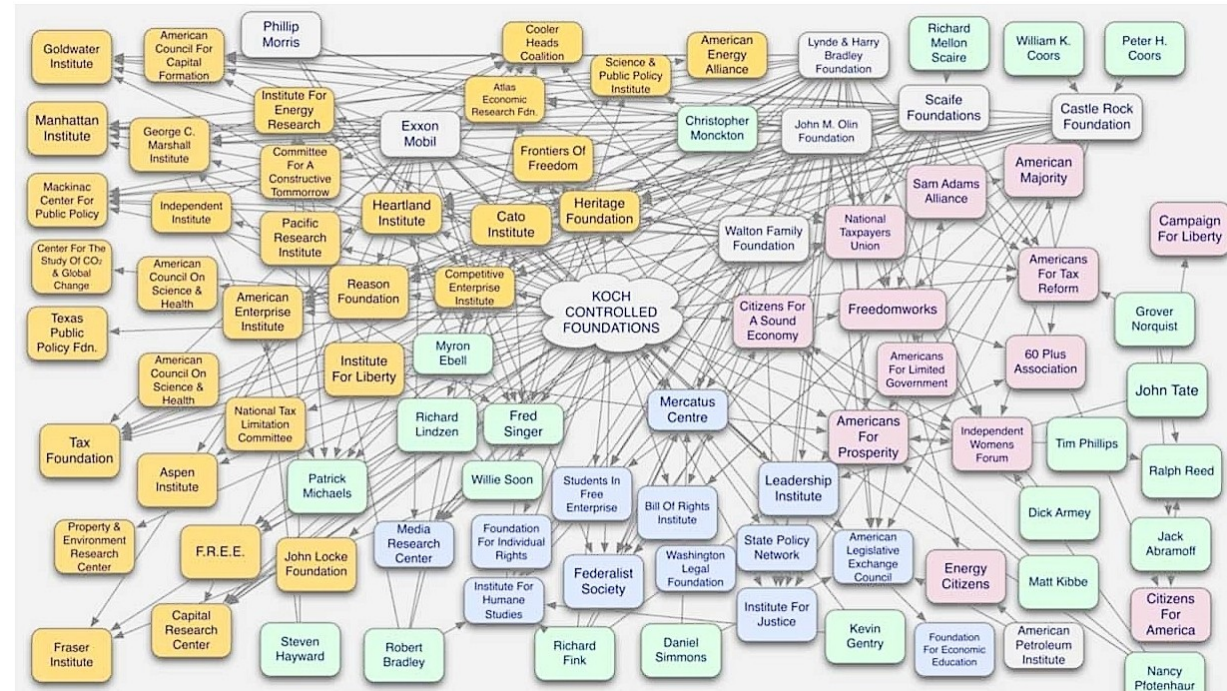 Goldwater
Institute
American
Council For
Capital
Formation
Phillip
Morris
Cooler
Heads
Coalition
American
Energy
Alliance
Lynde & Harry
Bradley
Foundation
Richard
Mellon
Scaire
William K.
Coors
Peter H.
Coors
Science &
Public Policy
Institute
Atlas
Economic
Research Fdn.
Institute For
Energy
Research
Manhattan
Institute
George C.
Marshall
Institute
Exxon
Mobil
Christopher
Monckton
John M. Olin
Foundation
Scaife
Foundations
Castle Rock
Foundation
Committee
For A
Constructive
Tommorrow
Frontiers Of
Freedom
American
Majority
Mackinac
Center For
Public Policy
Independent
Institute
Heartland
Institute
Cato
Institute
Heritage
Foundation
Sam Adams
Alliance
Pacific
Research
Institute
Walton Family
Foundation
National
Taxpayers
Union
Campaign
For Liberty
Center For The
Study Of CO₂
& Global
Change
American
Council On
Science &
Health
American
Enterprise
Institute
Reason
Foundation
Competitive
Enterprise
Institute
KOCH
CONTROLLED
FOUNDATIONS
Citizens For
A Sound
Economy
Freedomworks
Americans
For Tax
Reform
Grover
Norquist
Texas
Public
Policy Fdn.
Myron
Ebell
Institute
For Liberty
Americans
For Limited
Government
60 Plus
Association
American
Council On
Science &
Health
John Tate
National Tax
Limitation
Committee
Richard
Lindzen
Fred
Singer
Mercatus
Centre
Americans
For
Prosperity
Independent
Womens
Forum
Tim Phillips
Tax
Foundation
Aspen
Institute
Patrick
Michaels
Willie Soon
Students In
Free
Enterprise
Bill Of Rights
Institute
Leadership
Institute
Ralph Reed
Dick Armey
Property &
Environment
Research
Center
F.R.E.E.
John Locke
Foundation
Media
Research
Center
Foundation
For Individual
Rights
Federalist
Society
Washington
Legal
Foundation
State Policy
Network
American
Legislative
Exchange
Council
Energy
Citizens
Matt Kibbe
Jack
Abramoff
Institute For
Humane
Studies
Institute For
Justice
Citizens
For
America
Fraser
Institute
Capital
Research
Center
Steven
Hayward
Robert
Bradley
Richard
Fink
Daniel
Simmons
Kevin
Gentry
Foundation
For Economic
Education
American
Petroleum
Institute
Nancy
Pfotenhaur